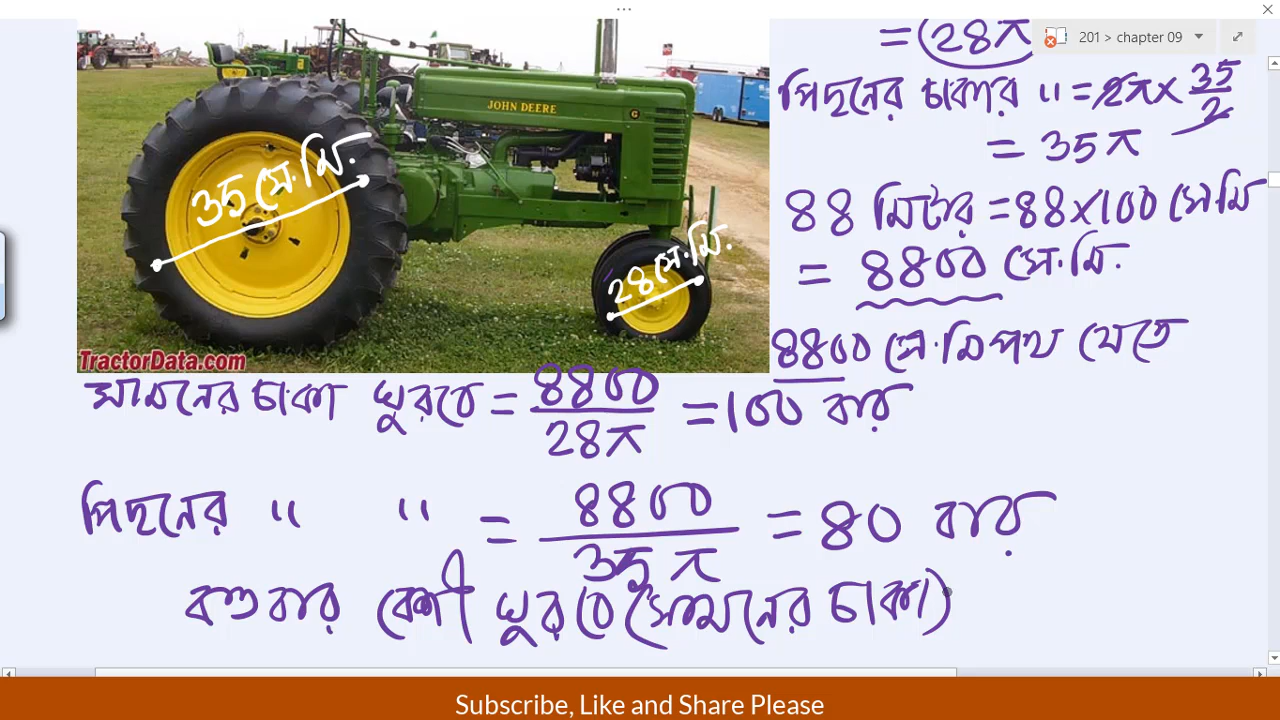 ...
201 > chapter 09
= (28π
পিছনের চাকার " = 2π × 35/2
= 35π
88 মিটার = 88×100 সেমি
= 8800 সে.মি.
8800 সে.মি পথ যেতে
JOHN DEERE
G
35 সে.মি.
28 সে.মি.
TractorData.com
সামনের চাকা ঘুরবে = 8800/28π = 100 বার
পিছনের " " = 8800/35π = 80 বার
কতবার বেশী ঘুরবে (সামনের চাকা)
Subscribe, Like and Share Please